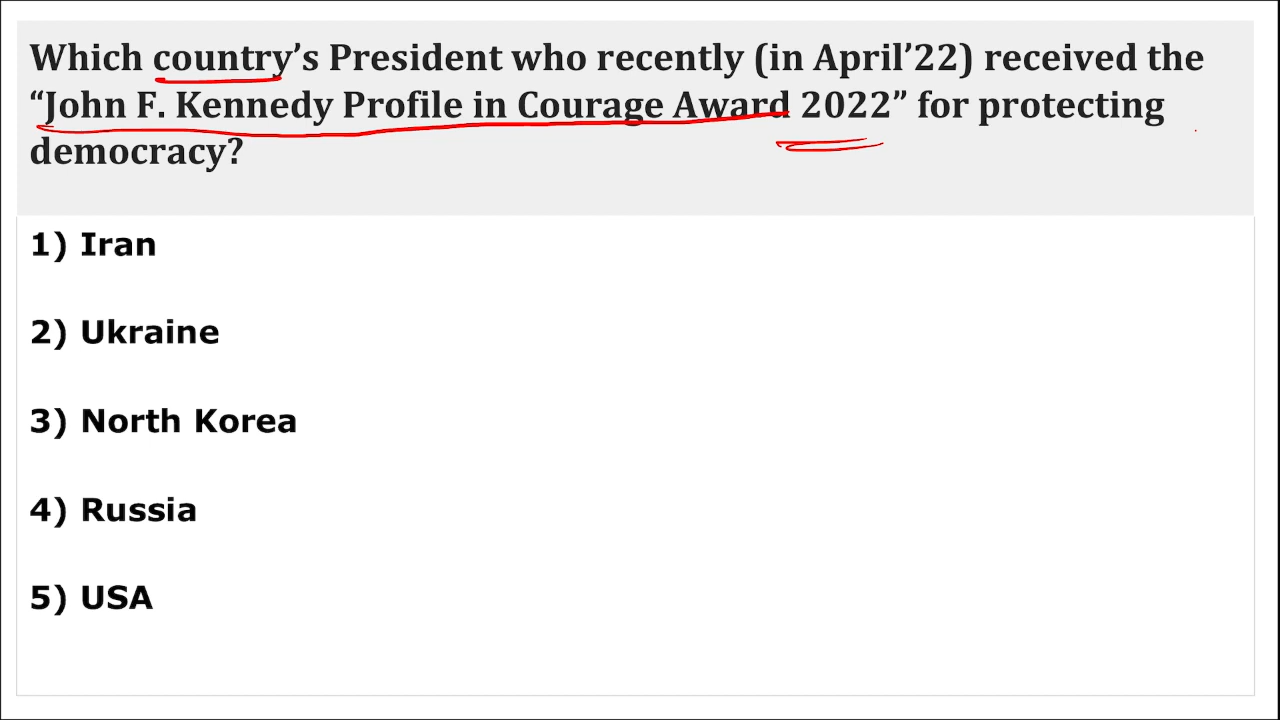 Which country’s President who recently (in April’22) received the
“John F. Kennedy Profile in Courage Award 2022” for protecting
democracy?
1) Iran
2) Ukraine
3) North Korea
4) Russia
5) USA